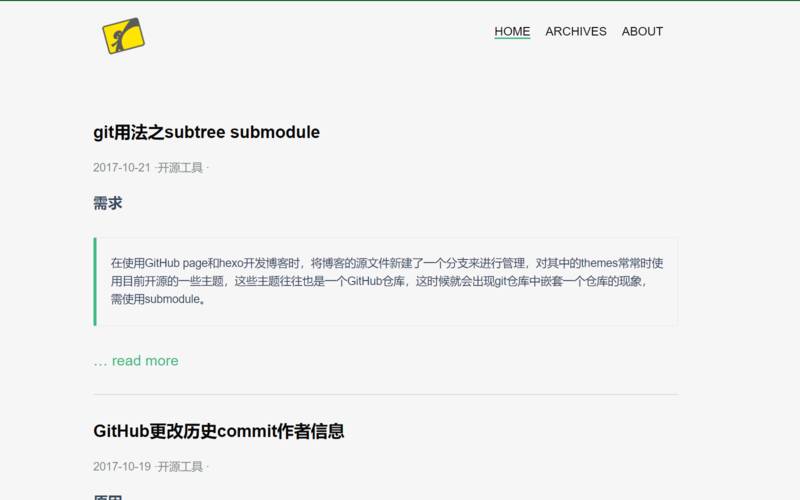 HOME ARCHIVES ABOUT
git用法之subtree submodule
2017-10-21 ·开源工具 ·
需求
在使用GitHub page和hexo开发博客时，将博客的源文件新建了一个分支来进行管理，对其中的themes常常时使
用目前开源的一些主题，这些主题往往也是一个GitHub仓库，这时候就会出现git仓库中嵌套一个仓库的现象，
需使用submodule。
... read more
GitHub更改历史commit作者信息
2017-10-19 ·开源工具 ·
原因